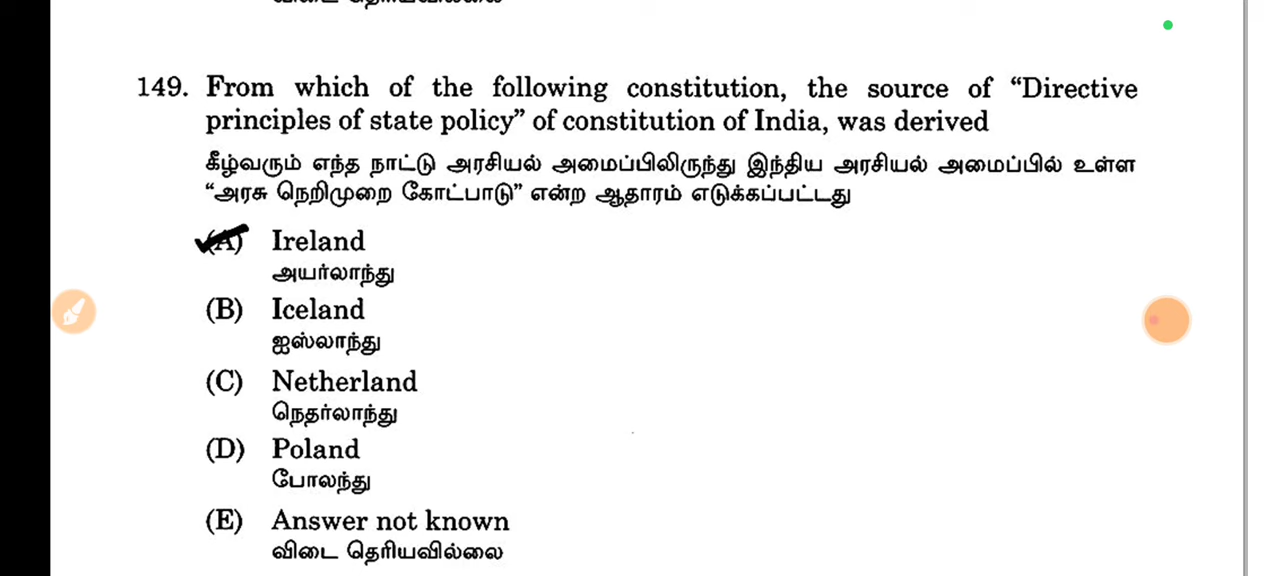 விடை தெரியவில்லை
149. From which of the following constitution, the source of “Directive
principles of state policy” of constitution of India, was derived
கீழ்வரும் எந்த நாட்டு அரசியல் அமைப்பிலிருந்து இந்திய அரசியல் அமைப்பில் உள்ள
“அரசு நெறிமுறை கோட்பாடு” என்ற ஆதாரம் எடுக்கப்பட்டது
(A) Ireland
அயர்லாந்து
(B) Iceland
ஐஸ்லாந்து
(C) Netherland
நெதர்லாந்து
(D) Poland
போலந்து
(E) Answer not known
விடை தெரியவில்லை